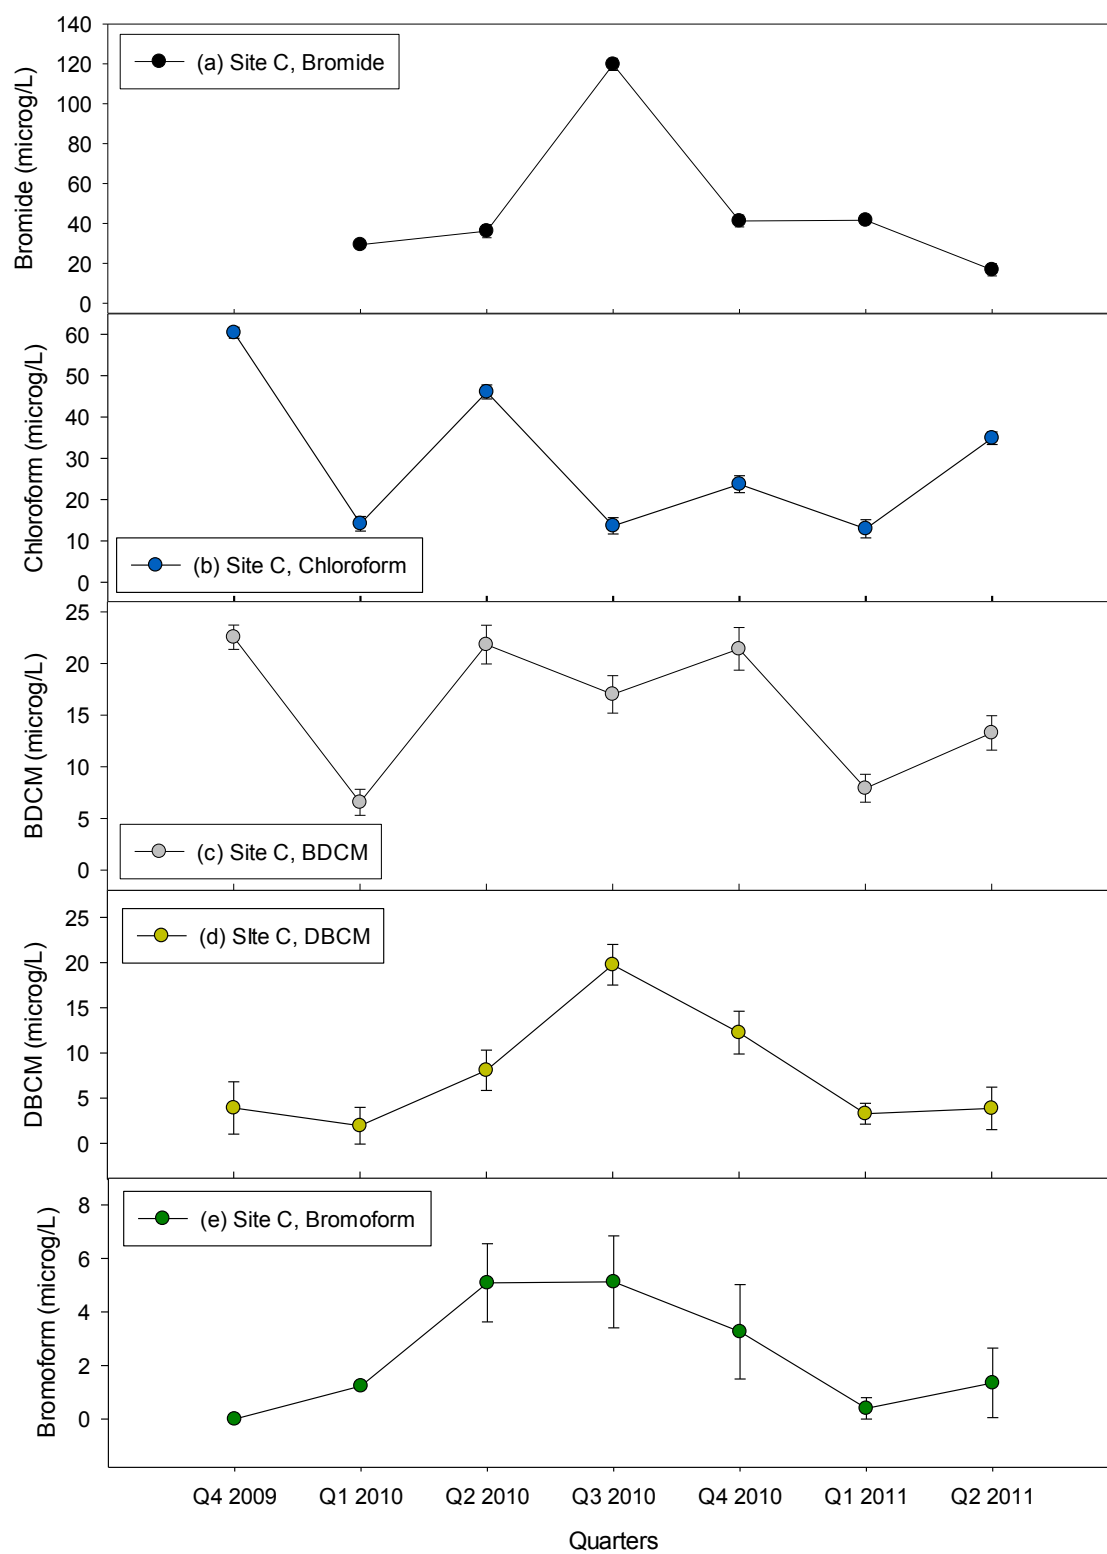 140
120
100
80
60
40
20
0
Bromide (microg/L)
(a) Site C, Bromide
60
50
40
30
20
10
0
Chloroform (microg/L)
(b) Site C, Chloroform
25
20
15
10
5
0
BDCM (microg/L)
(c) Site C, BDCM
25
20
15
10
5
0
DBCM (microg/L)
(d) SIte C, DBCM
8
6
4
2
0
Bromoform (microg/L)
(e) Site C, Bromoform
Q4 2009 Q1 2010 Q2 2010 Q3 2010 Q4 2010 Q1 2011 Q2 2011
Quarters